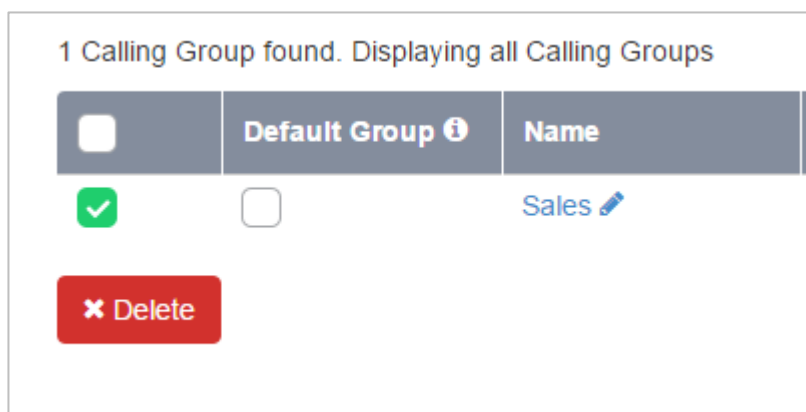 1 Calling Group found. Displaying all Calling Groups
Default Group Name
Sales
Delete